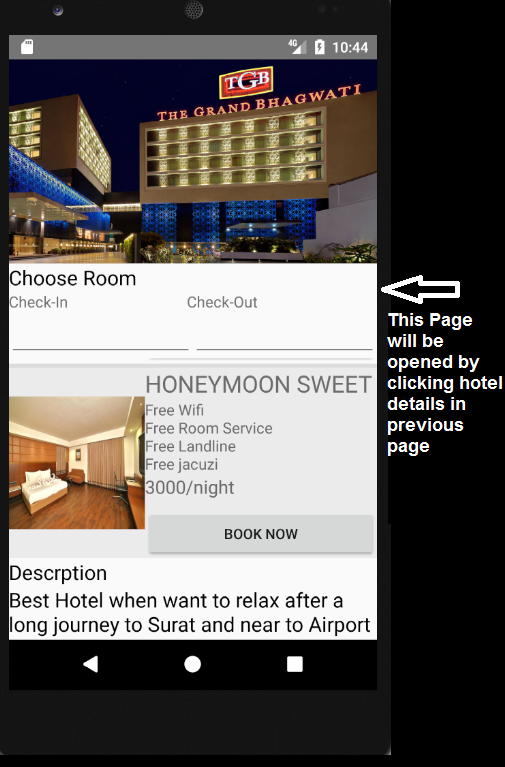 4G 10:44
TGB
THE GRAND BHAGWATI
Choose Room
Check-In Check-Out
HONEYMOON SWEET
Free Wifi
Free Room Service
Free Landline
Free jacuzi
3000/night
BOOK NOW
Descrption
Best Hotel when want to relax after a
long journey to Surat and near to Airport
This Page
will be
opened by
clicking hotel
details in
previous
page